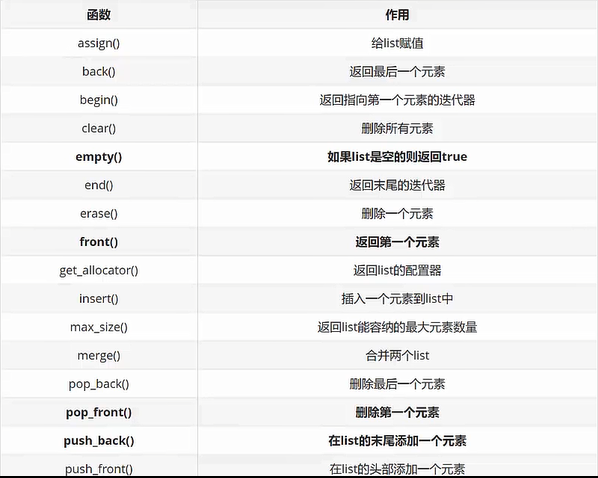 函数 作用
assign() 给list赋值
back() 返回最后一个元素
begin() 返回指向第一个元素的迭代器
clear() 删除所有元素
empty() 如果list是空的则返回true
end() 返回末尾的迭代器
erase() 删除一个元素
front() 返回第一个元素
get_allocator() 返回list的配置器
insert() 插入一个元素到list中
max_size() 返回list能容纳的最大元素数量
merge() 合并两个list
pop_back() 删除最后一个元素
pop_front() 删除第一个元素
push_back() 在list的末尾添加一个元素
push_front() 在list的头部添加一个元素